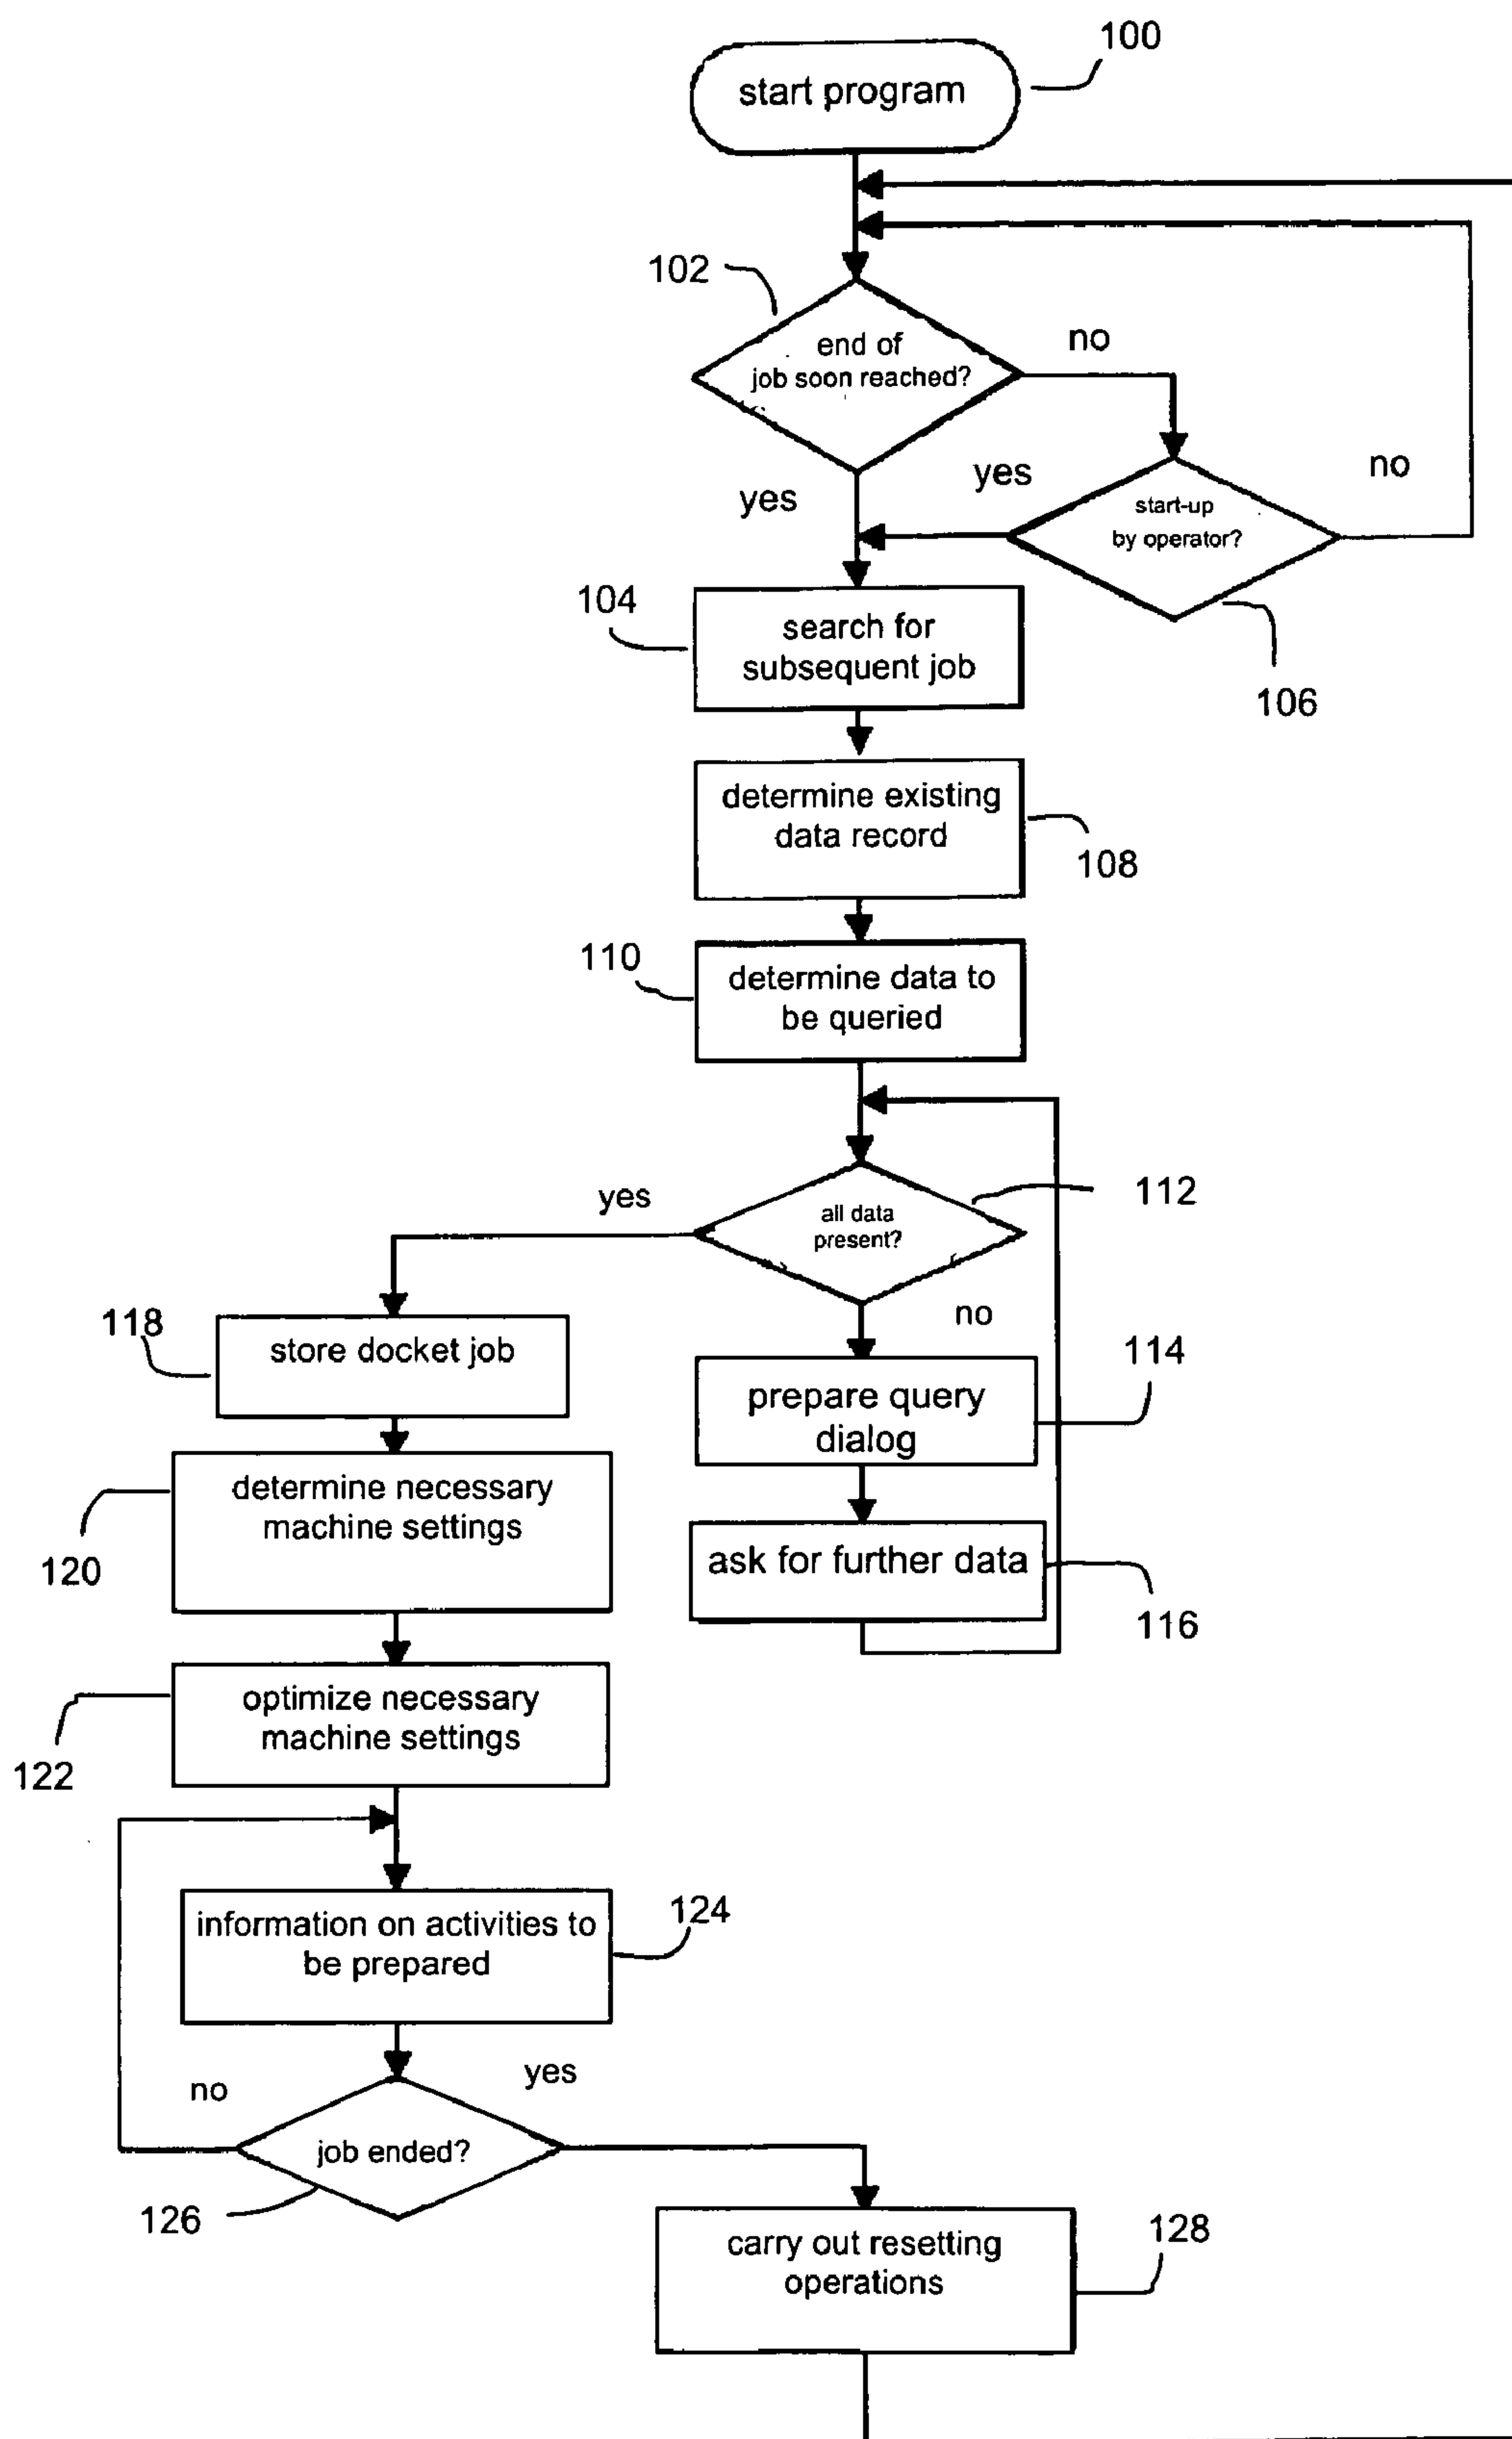 100
start program
102
end of
job soon reached?
no
yes
yes
no
start-up
by operator?
104
search for
subsequent job
106
determine existing
data record
108
110
determine data to
be queried
yes
all data
present?
112
no
118
store docket job
114
prepare query
dialog
120
determine necessary
machine settings
ask for further data
116
122
optimize necessary
machine settings
124
information on activities to
be prepared
no
yes
job ended?
126
128
carry out resetting
operations